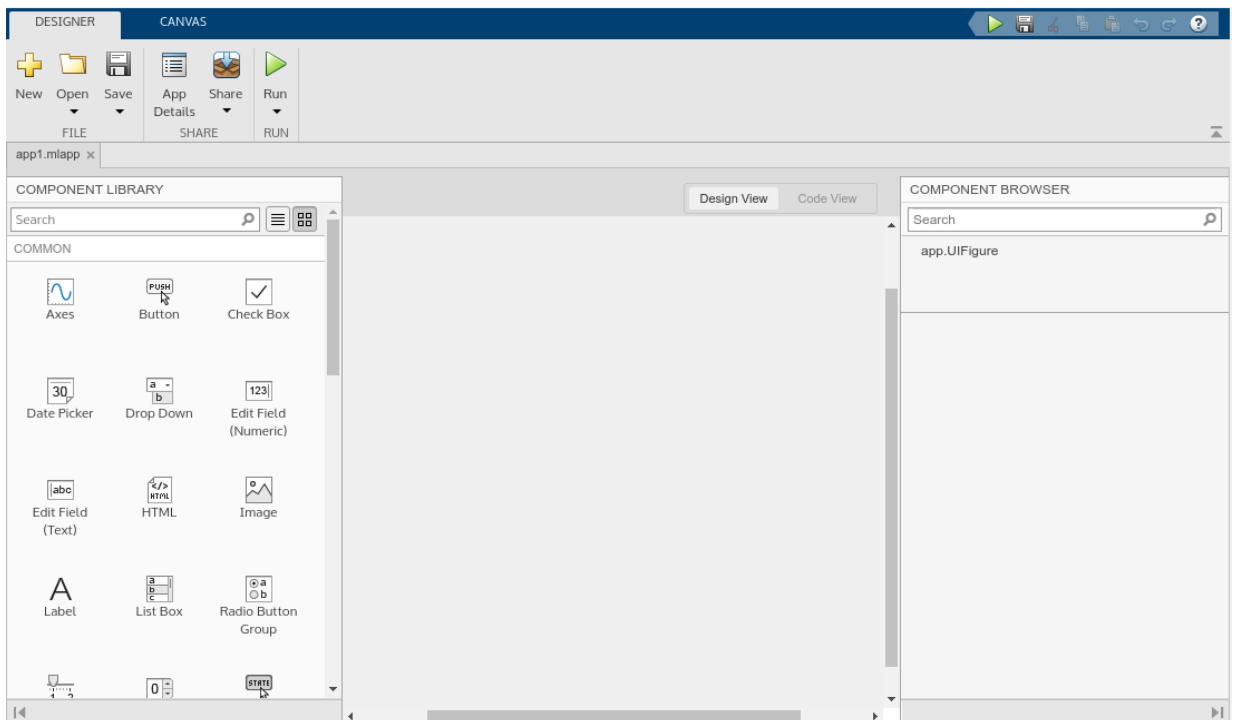 DESIGNER CANVAS
New Open Save App Details Share Run
FILE SHARE RUN
app1.mlapp
COMPONENT LIBRARY
Design View Code View
COMPONENT BROWSER
Search
Search
COMMON
app.UIFigure
PUSH
Axes Button Check Box
30 a b 123
Date Picker Drop Down Edit Field (Numeric)
abc </> HTML
Edit Field (Text) HTML Image
A a b c a b
Label List Box Radio Button Group
1 2 0 STATE